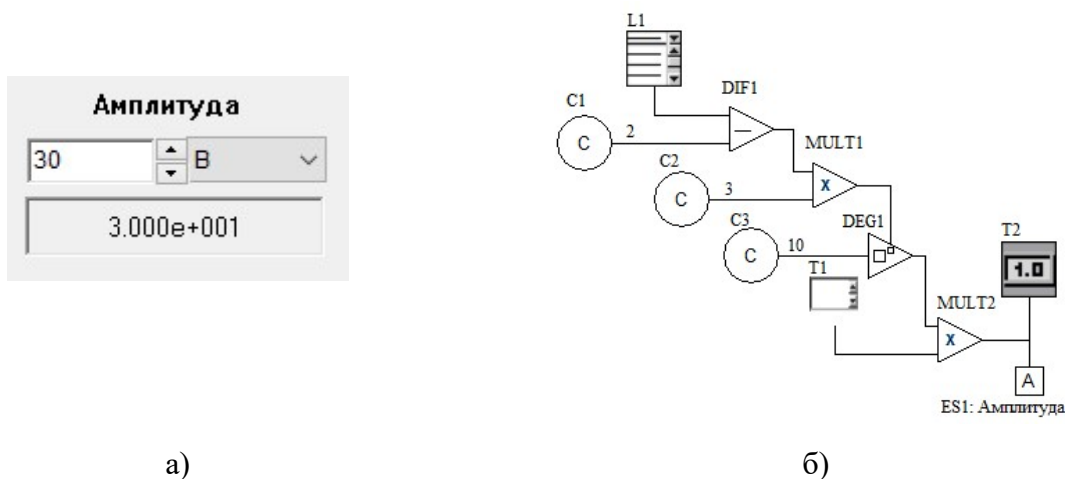 Амплитуда
30
В
3.000e+001
L1
DIF1
C1
C
2
MULT1
C2
C
3
X
C3
C
10
DEG1
T1
T2
1.0
MULT2
X
A
ES1: Амплитуда
а)
б)